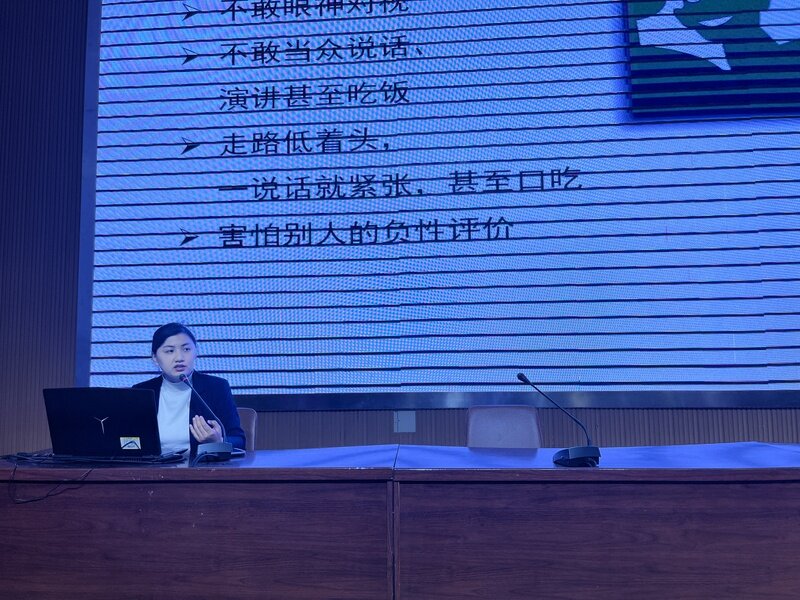 不敢眼神对视
不敢当众说话、
演讲甚至吃饭
走路低着头，
一说话就紧张，甚至口吃
害怕别人的负性评价